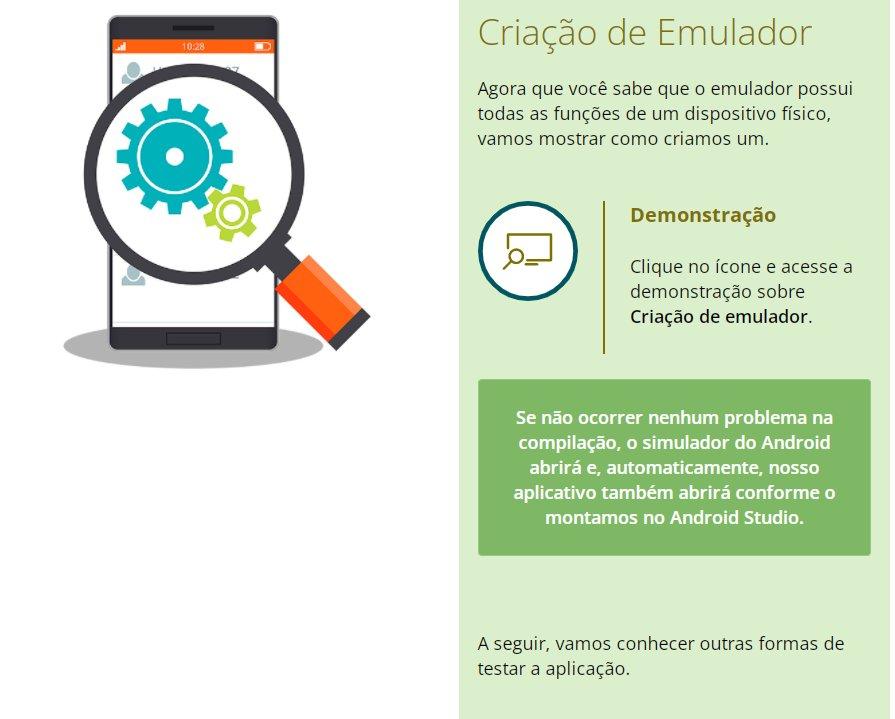 10:28
Criação de Emulador
Agora que você sabe que o emulador possui
todas as funções de um dispositivo físico,
vamos mostrar como criamos um.
Demonstração
Clique no ícone e acesse a
demonstração sobre
Criação de emulador.
Se não ocorrer nenhum problema na
compilação, o simulador do Android
abrirá e, automaticamente, nosso
aplicativo também abrirá conforme o
montamos no Android Studio.
A seguir, vamos conhecer outras formas de
testar a aplicação.